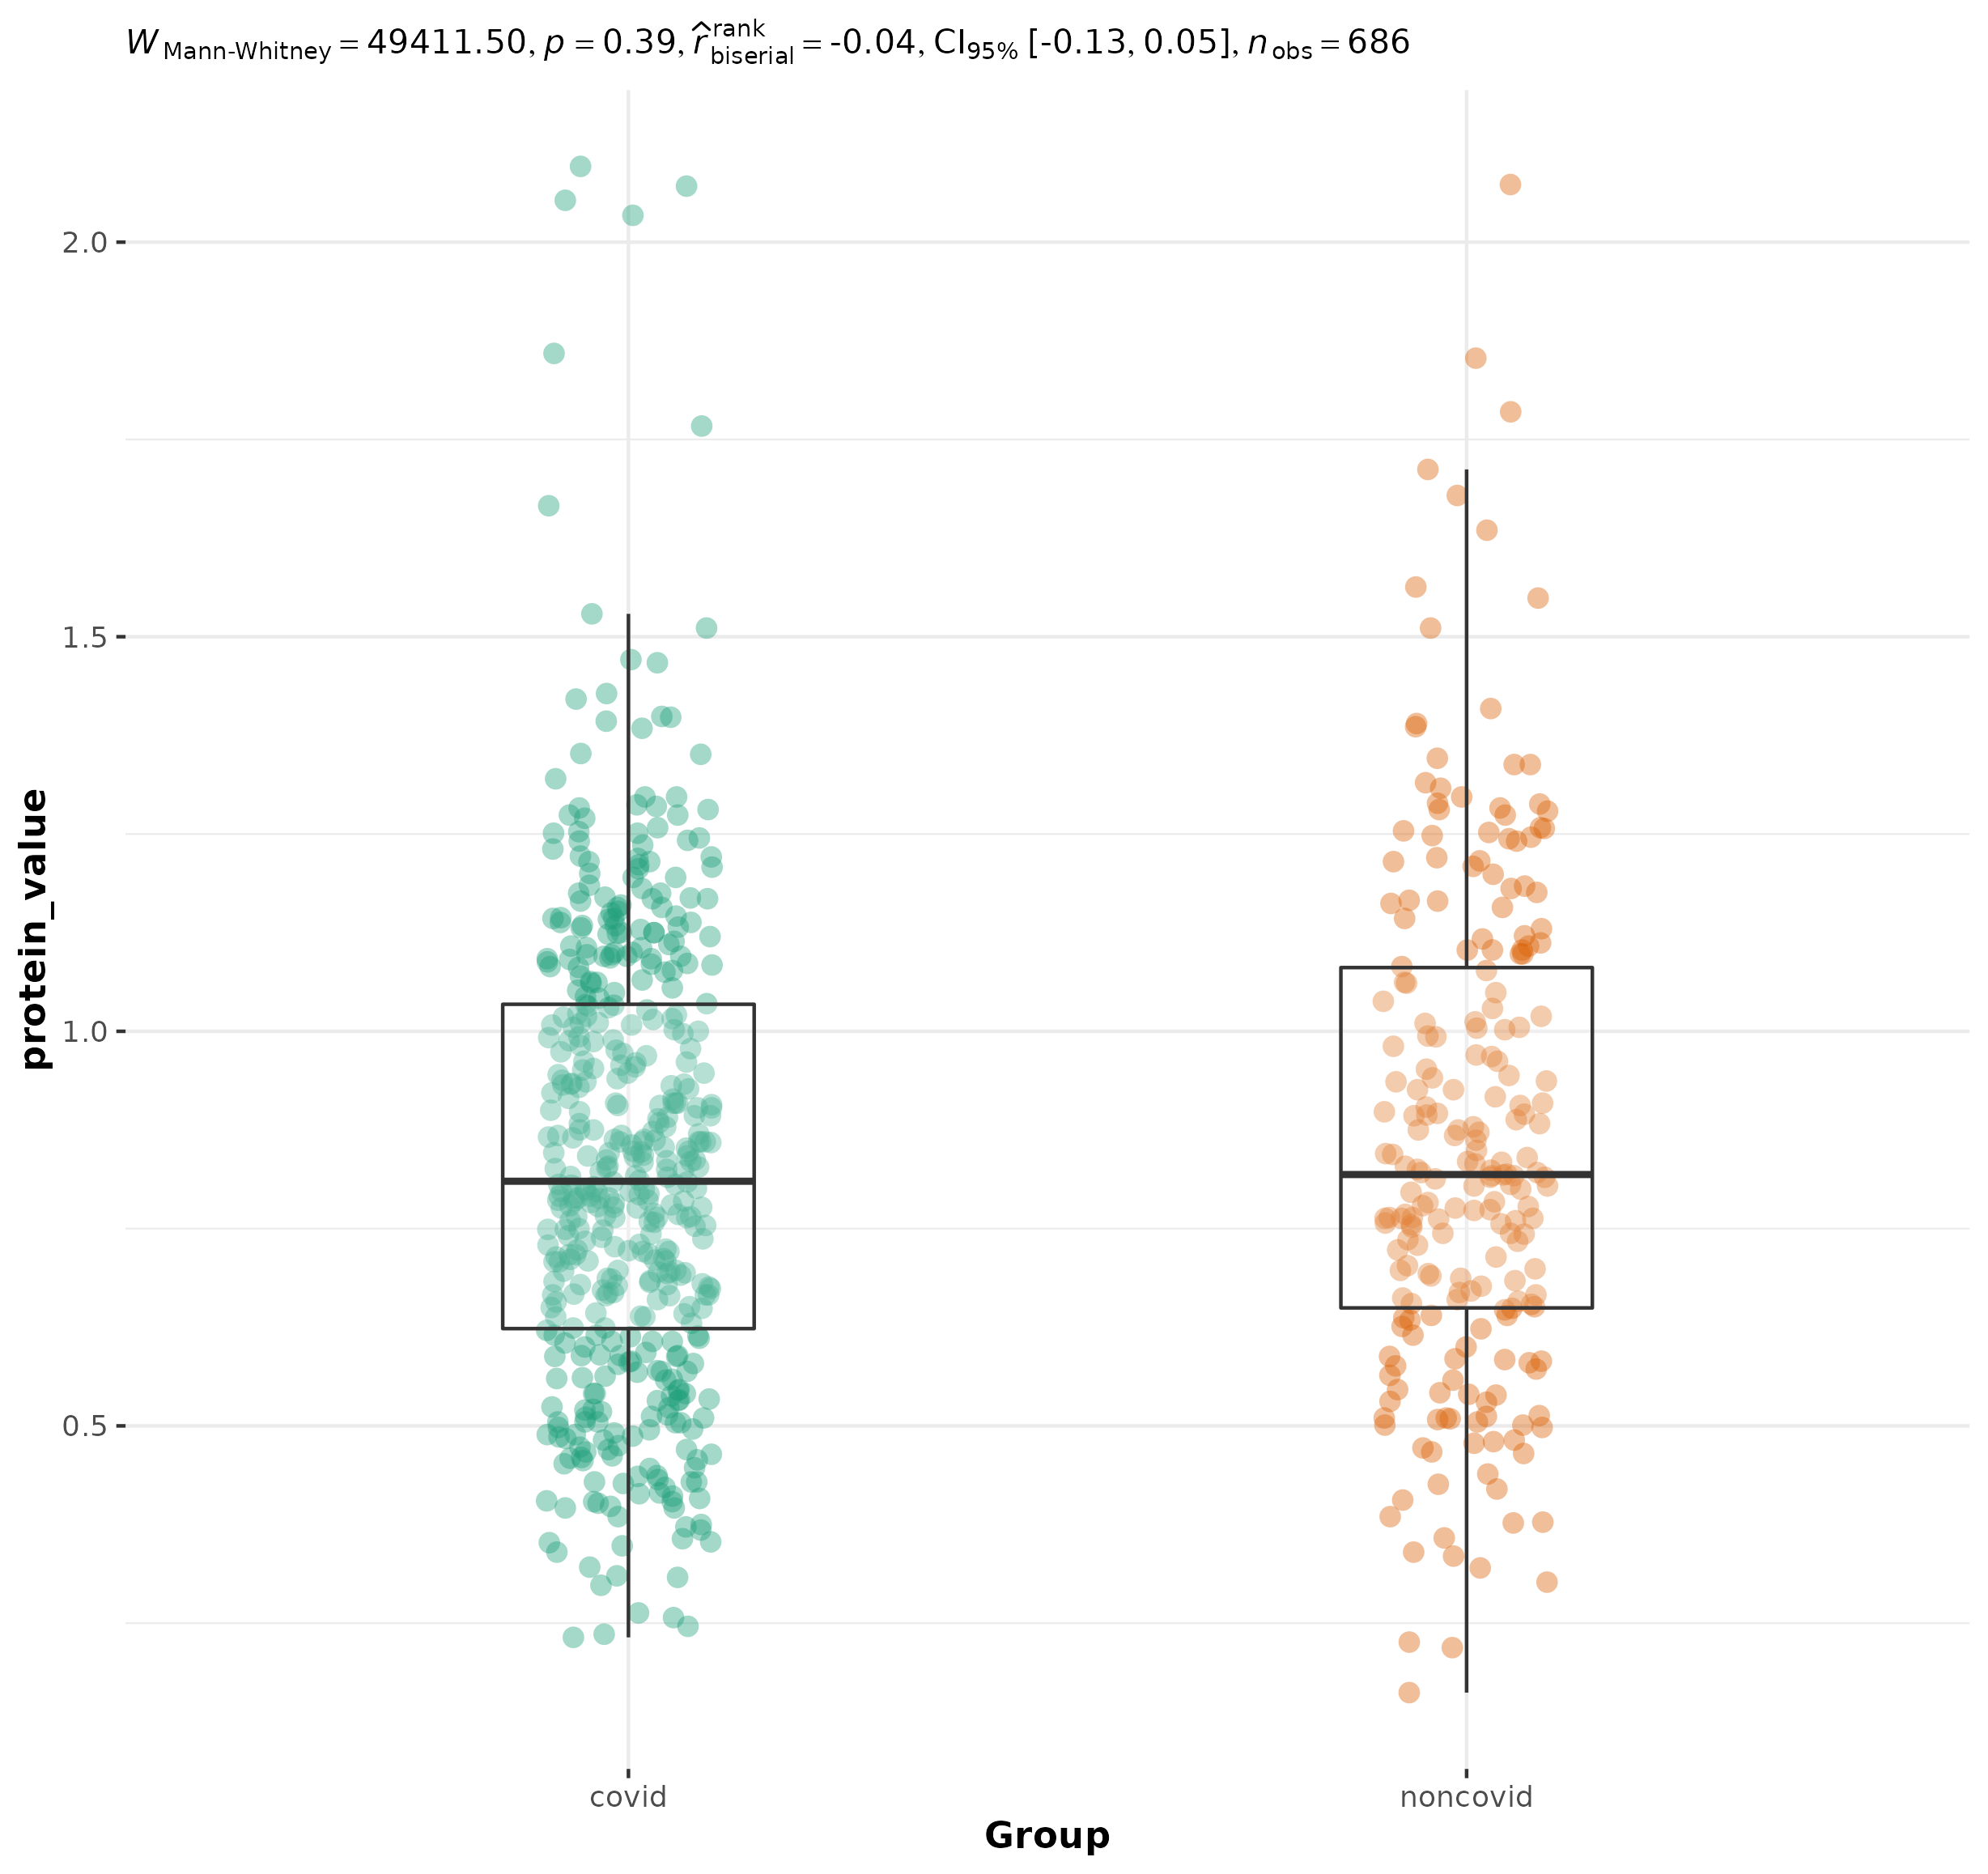 W Mann-Whitney = 49411.50, p = 0.39, r̂ rank biserial = -0.04, CI95% [-0.13, 0.05], n obs = 686
2.0
1.5
1.0
0.5
protein_value
covid noncovid
Group